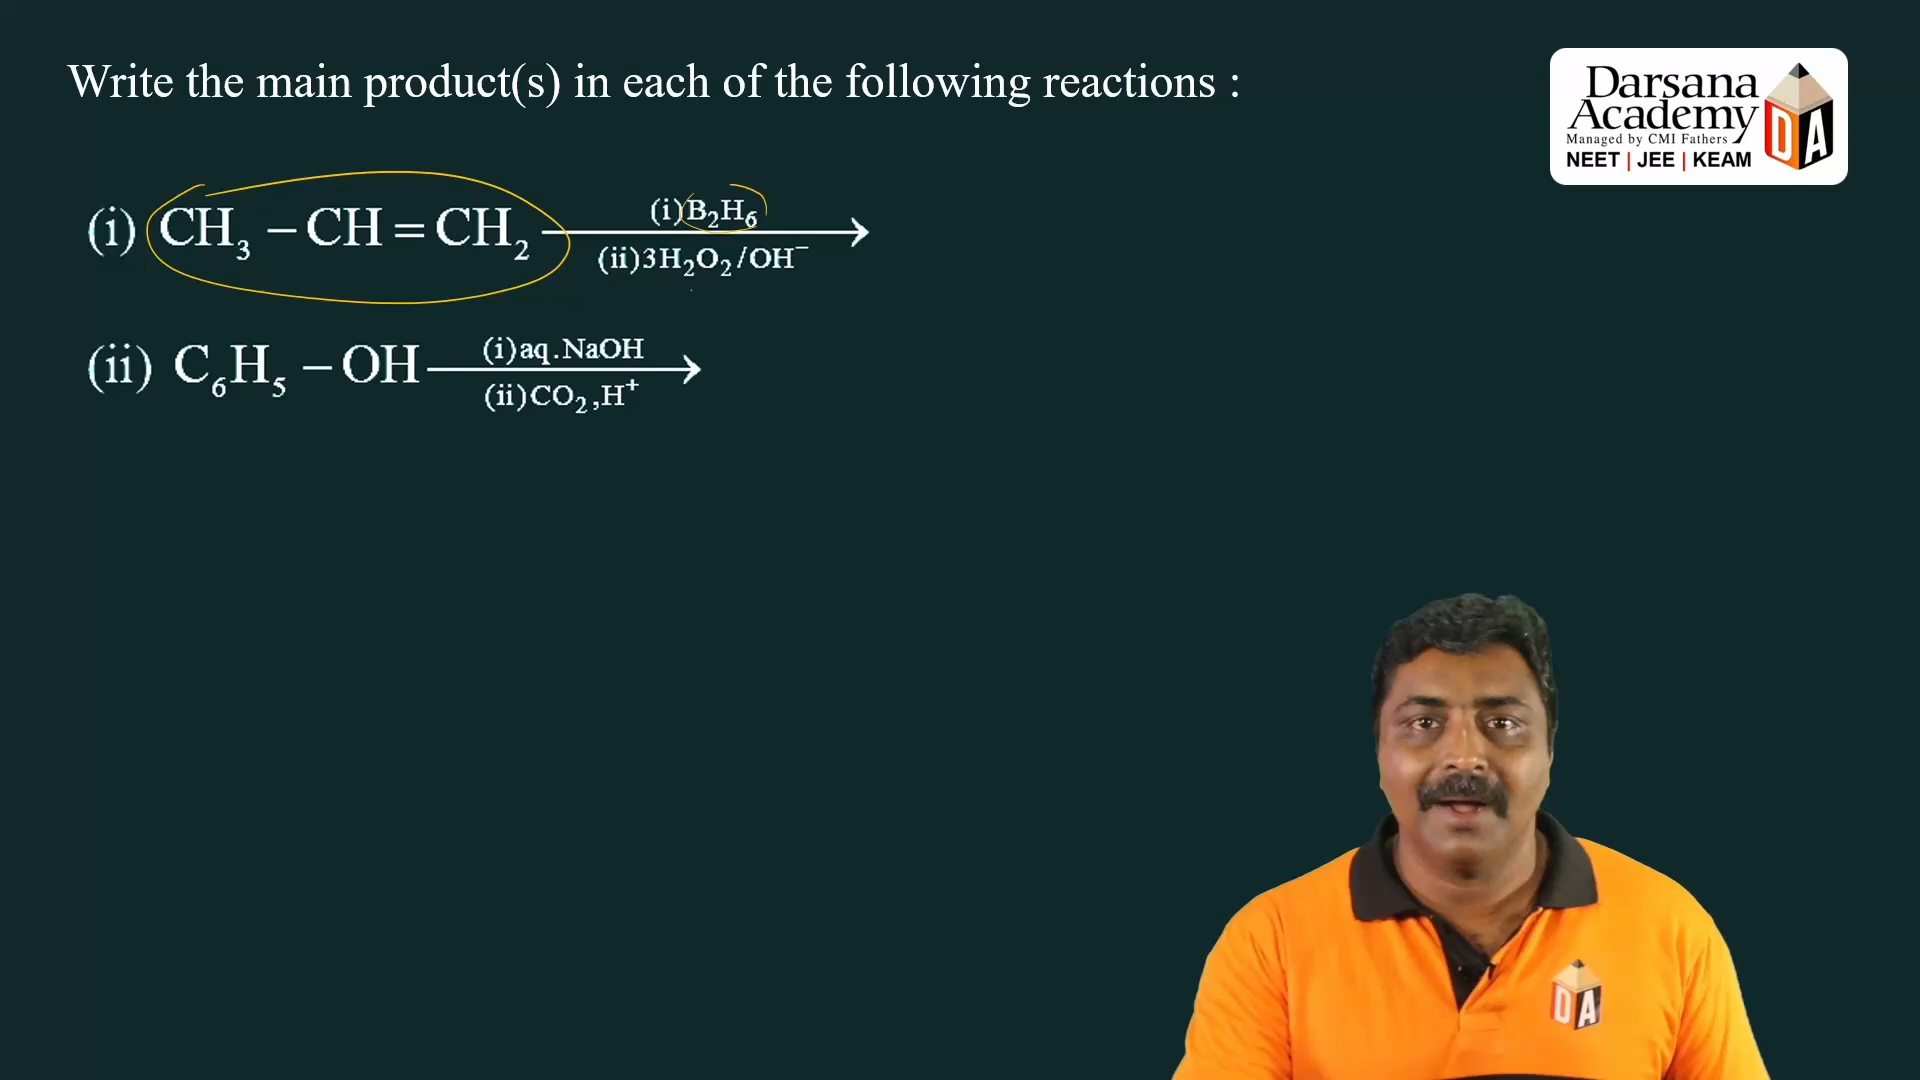 Write the main product(s) in each of the following reactions :
Darsana
Academy
Managed by CMI Fathers
NEET | JEE | KEAM
DA
(i) CH₃ – CH = CH₂ (i)B₂H₆ (ii)3H₂O₂/OH⁻ →
(ii) C₆H₅ – OH (i)aq.NaOH (ii)CO₂,H⁺ →
DA